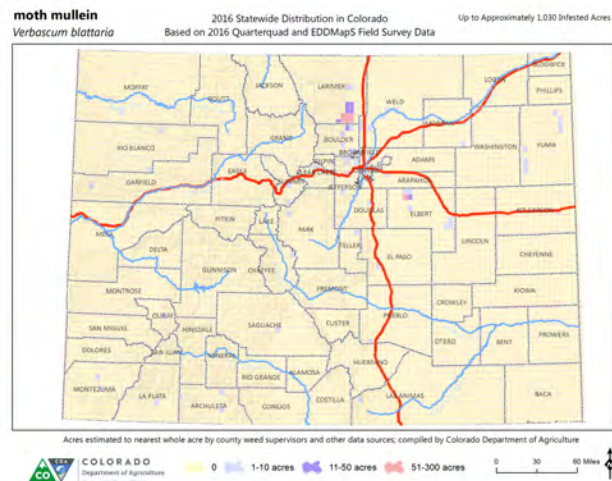 moth mullein
Verbascum blattaria
2016 Statewide Distribution in Colorado
Based on 2016 Quarterquad and EDDMapS Field Survey Data
Up to Approximately 1,030 Infested Acres
SEDGWICK
LOGAN
PHILLIPS
MOFFAT
JACKSON
LARIMER
WELD
ROUTT
MORGAN
GRAND
BOULDER
WASHINGTON
YUMA
RIO BLANCO
BROOMFIELD
GILPIN
ADAMS
GARFIELD
EAGLE
SUMMIT
CLEAR CREEK
JEFFERSON
ARAPAHOE
DOUGLAS
ELBERT
KIT CARSON
MESA
PITKIN
LAKE
PARK
LINCOLN
DELTA
TELLER
EL PASO
CHEYENNE
GUNNISON
CHAFFEE
MONTROSE
FREMONT
KIOWA
CROWLEY
OURAY
PUEBLO
SAN MIGUEL
HINSDALE
SAGUACHE
CUSTER
PROWERS
DOLORES
OTERO
BENT
SAN JUAN
MINERAL
HUERFANO
RIO GRANDE
ALAMOSA
MONTEZUMA
LA PLATA
ARCHULETA
CONEJOS
COSTILLA
LAS ANIMAS
BACA
Acres estimated to nearest whole acre by county weed supervisors and other data sources; compiled by Colorado Department of Agriculture
CO
CDA
COLORADO
Department of Agriculture
0
1-10 acres
11-50 acres
51-300 acres
0 30 60 Miles